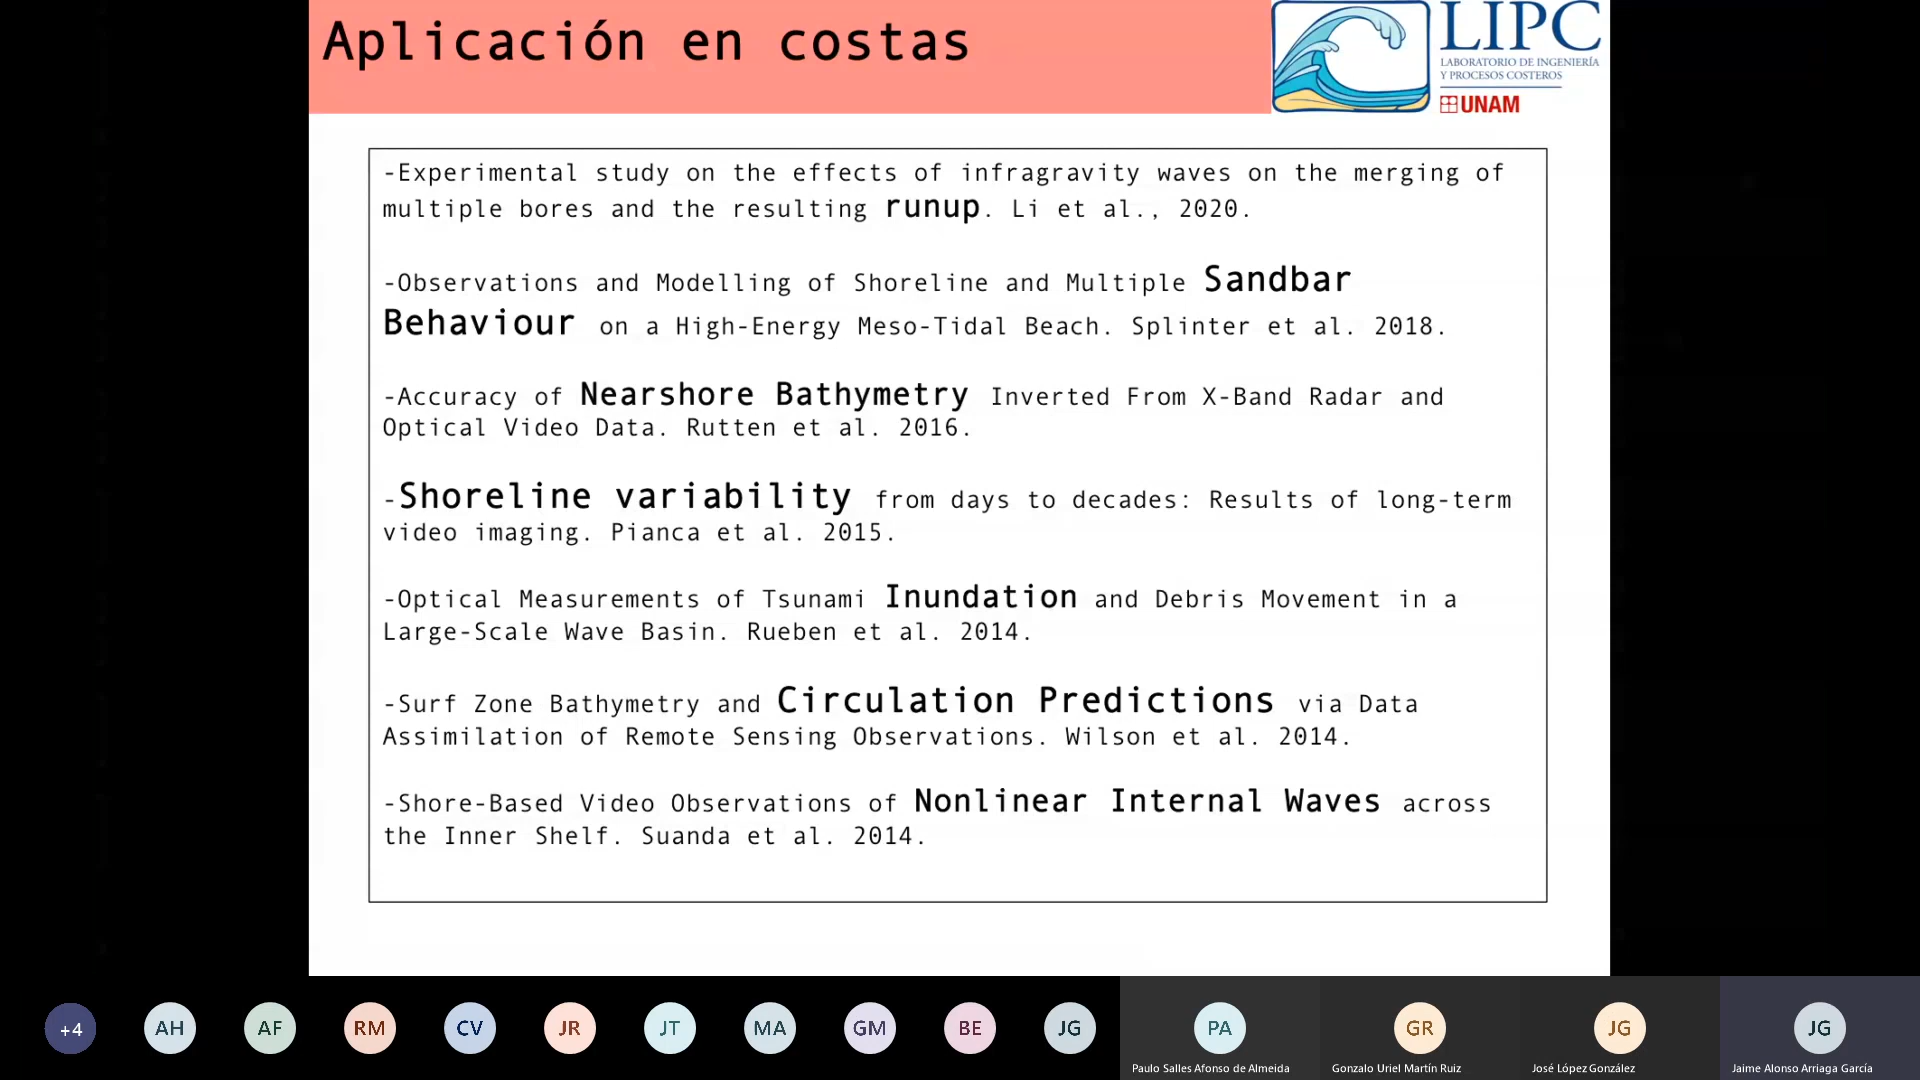 Aplicación en costas
LIPC
LABORATORIO DE INGENIERÍA
Y PROCESOS COSTEROS
UNAM
-Experimental study on the effects of infragravity waves on the merging of
multiple bores and the resulting runup. Li et al., 2020.
-Observations and Modelling of Shoreline and Multiple Sandbar
Behaviour on a High-Energy Meso-Tidal Beach. Splinter et al. 2018.
-Accuracy of Nearshore Bathymetry Inverted From X-Band Radar and
Optical Video Data. Rutten et al. 2016.
-Shoreline variability from days to decades: Results of long-term
video imaging. Pianca et al. 2015.
-Optical Measurements of Tsunami Inundation and Debris Movement in a
Large-Scale Wave Basin. Rueben et al. 2014.
-Surf Zone Bathymetry and Circulation Predictions via Data
Assimilation of Remote Sensing Observations. Wilson et al. 2014.
-Shore-Based Video Observations of Nonlinear Internal Waves across
the Inner Shelf. Suanda et al. 2014.
+4 AH AF RM CV JR JT MA GM BE JG PA GR JG JG
Paulo Salles Afonso de Almeida Gonzalo Uriel Martín Ruiz José López González Jaime Alonso Arriaga García